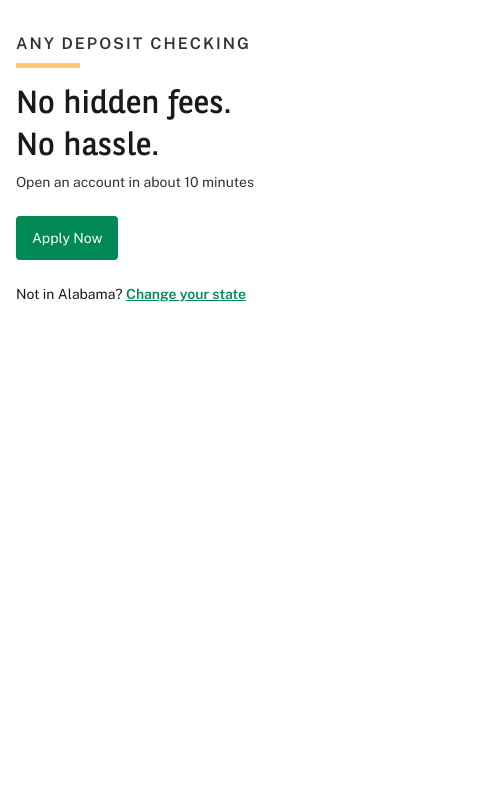 ANY DEPOSIT CHECKING
No hidden fees.
No hassle.
Open an account in about 10 minutes
Apply Now
Not in Alabama? Change your state